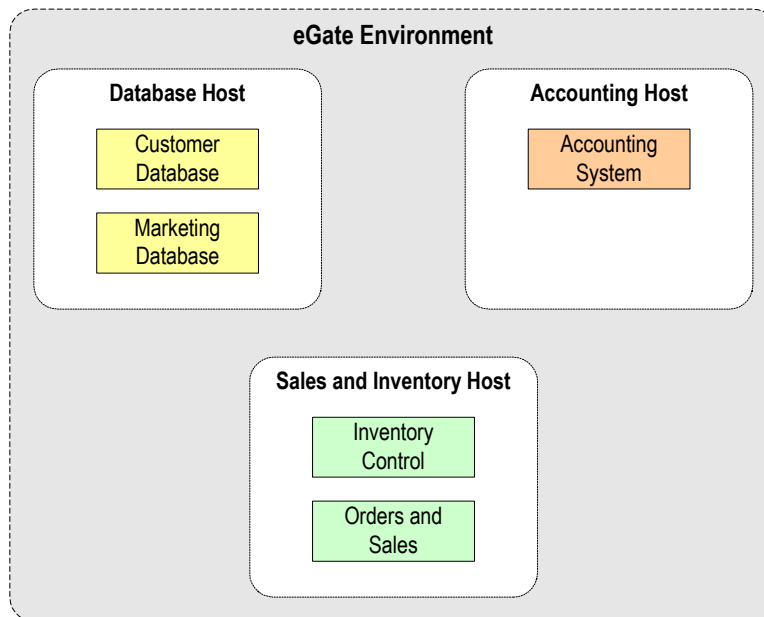 eGate Environment
Database Host
Customer
Database
Marketing
Database
Accounting Host
Accounting
System
Sales and Inventory Host
Inventory
Control
Orders and
Sales